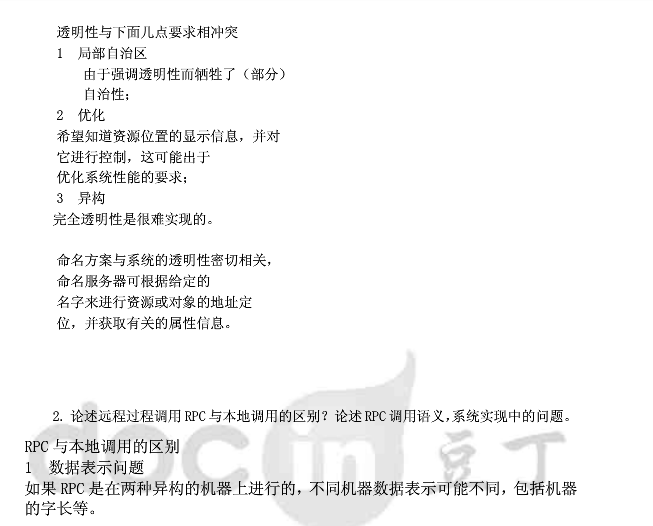 透明性与下面几点要求相冲突
1 局部自治区
由于强调透明性而牺牲了（部分）
自治性；
2 优化
希望知道资源位置的显示信息，并对
它进行控制，这可能出于
优化系统性能的要求；
3 异构
完全透明性是很难实现的。
命名方案与系统的透明性密切相关，
命名服务器可根据给定的
名字来进行资源或对象的地址定
位，并获取有关的属性信息。
2. 论述远程过程调用 RPC 与本地调用的区别？论述 RPC 调用语义,系统实现中的问题。
RPC 与本地调用的区别
1 数据表示问题
如果 RPC 是在两种异构的机器上进行的，不同机器数据表示可能不同，包括机器
的字长等。
docin 豆丁